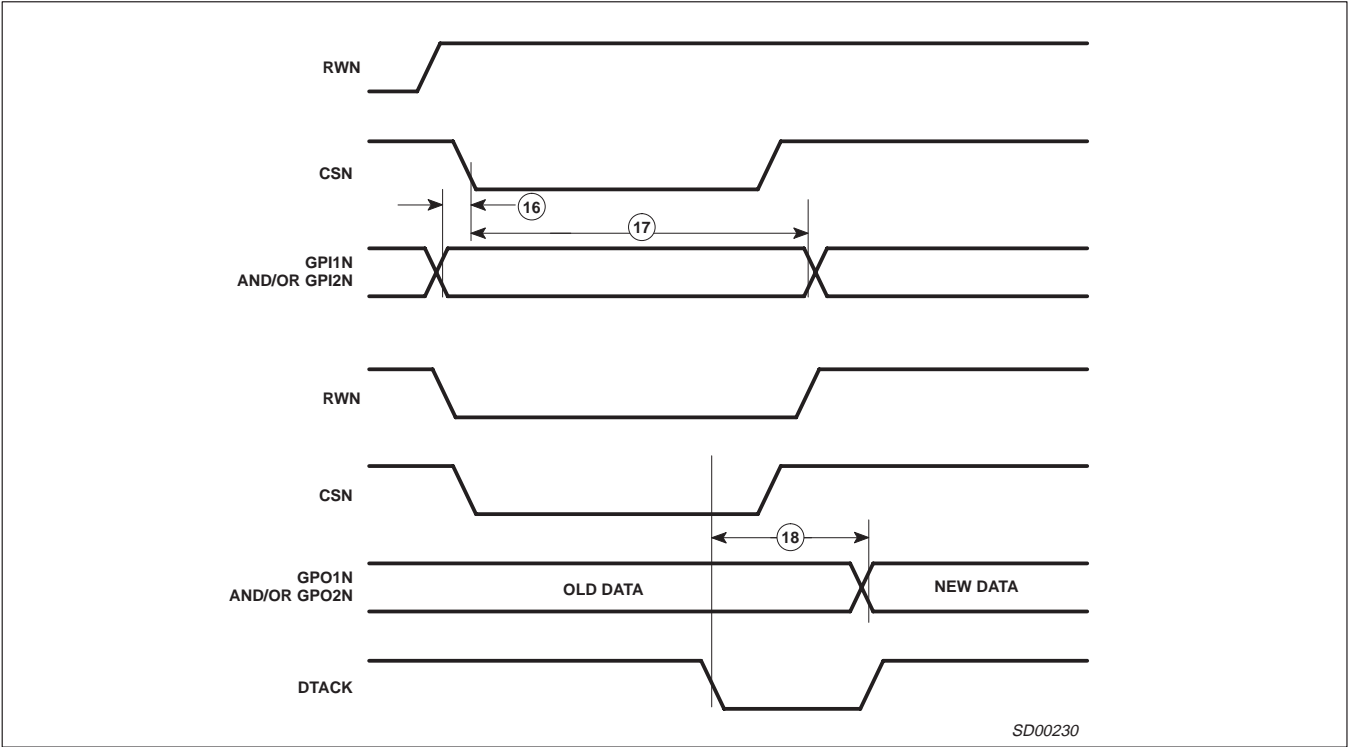 RWN
CSN
16
17
GPI1N
AND/OR GPI2N
RWN
CSN
18
GPO1N
AND/OR GPO2N
OLD DATA
NEW DATA
DTACK
SD00230